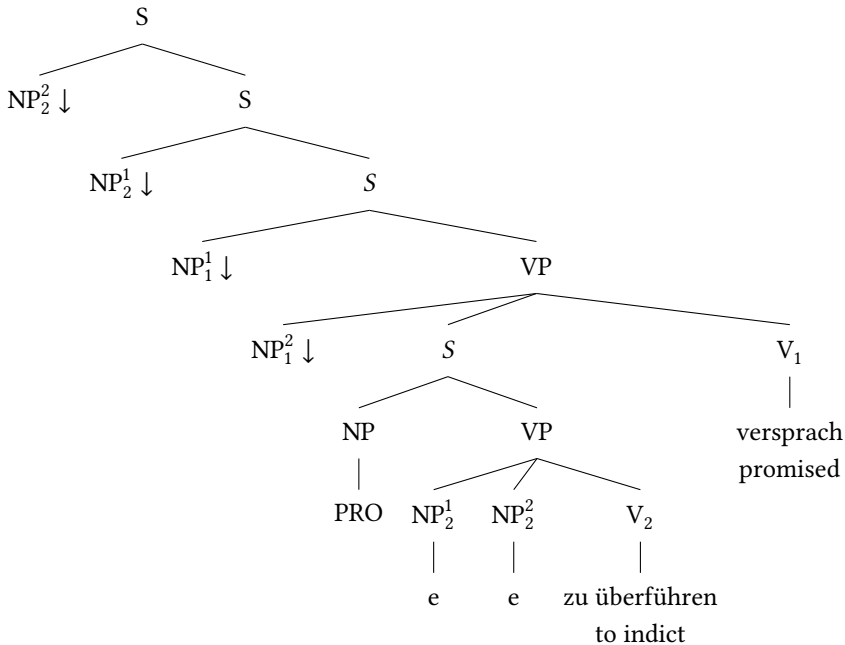 S
NP²₂↓ S
NP¹₂↓ S
NP¹₁↓ VP
NP²₁↓ S V₁
NP VP versprach
promised
PRO NP¹₂ NP²₂ V₂
e e zu überführen
to indict